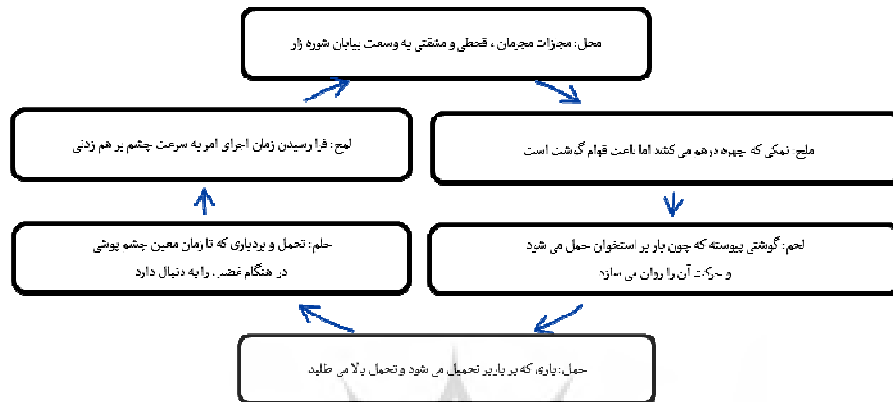 محل: مجازات مجرمان ، قحطی و مشقتی به وسعت بیابان شوره زار
ملح: نمکی که چهره درهم می کشد اما باعث قوام گوشت است
لحم: گوشتی پیوسته که چون بار بر استخوان حمل می شود
و حرکت آن را روان می سازد
حمل: باری که بر باربر تحمیل می شود و تحمل بالا می طلبد
حلم: تحمل و بردباری که تا زمان معین چشم پوشی
در هنگام غضب، را به دنبال دارد
لمح: فرا رسیدن زمان اجرای امر به سرعت چشم بر هم زدنی